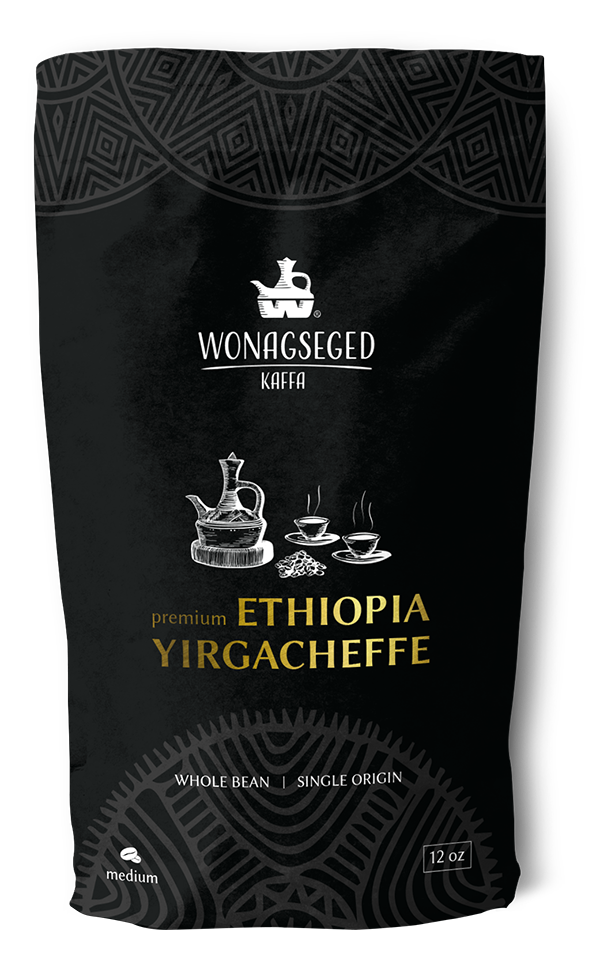 W®
WONAGSEGED
KAFFA
premium ETHIOPIA
YIRGACHEFFE
WHOLE BEAN | SINGLE ORIGIN
medium
12 oz